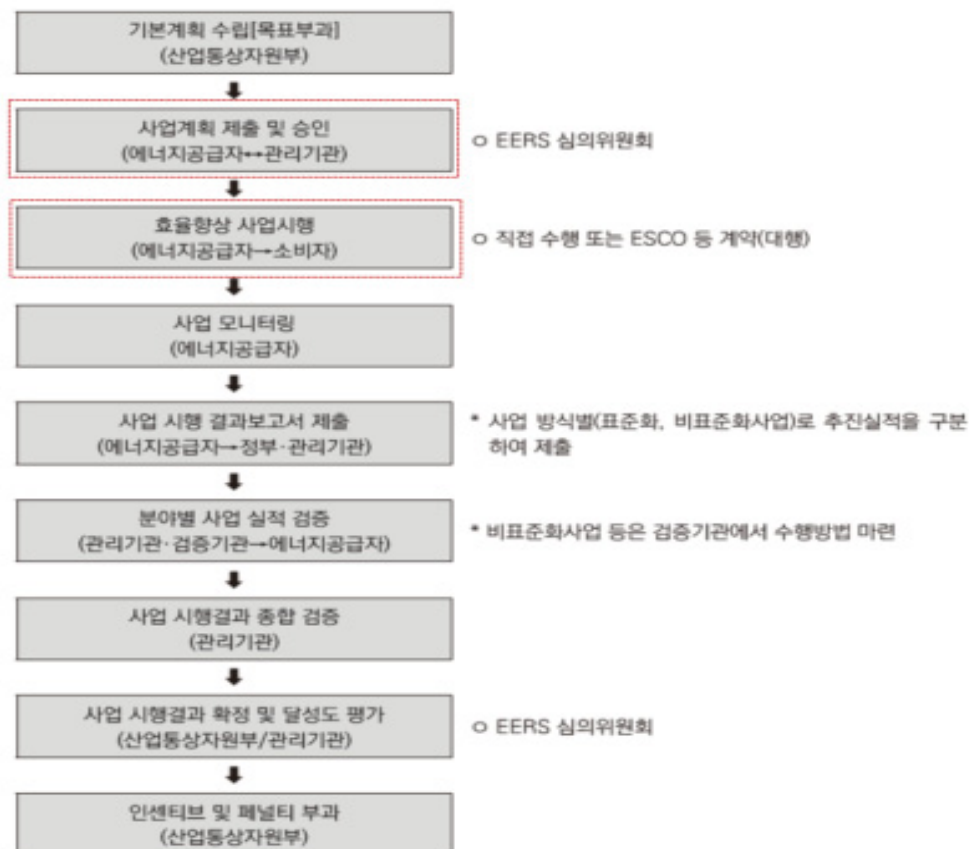 기본계획 수립[목표부과]
(산업통상자원부)
사업계획 제출 및 승인
(에너지공급자↔관리기관)
ㅇ EERS 심의위원회
효율향상 사업시행
(에너지공급자→소비자)
ㅇ 직접 수행 또는 ESCO 등 계약(대행)
사업 모니터링
(에너지공급자)
사업 시행 결과보고서 제출
(에너지공급자→정부·관리기관)
* 사업 방식별(표준화, 비표준화사업)로 추진실적을 구분
하여 제출
분야별 사업 실적 검증
(관리기관·검증기관→에너지공급자)
* 비표준화사업 등은 검증기관에서 수행방법 마련
사업 시행결과 종합 검증
(관리기관)
사업 시행결과 확정 및 달성도 평가
(산업통상자원부/관리기관)
ㅇ EERS 심의위원회
인센티브 및 페널티 부과
(산업통상자원부)